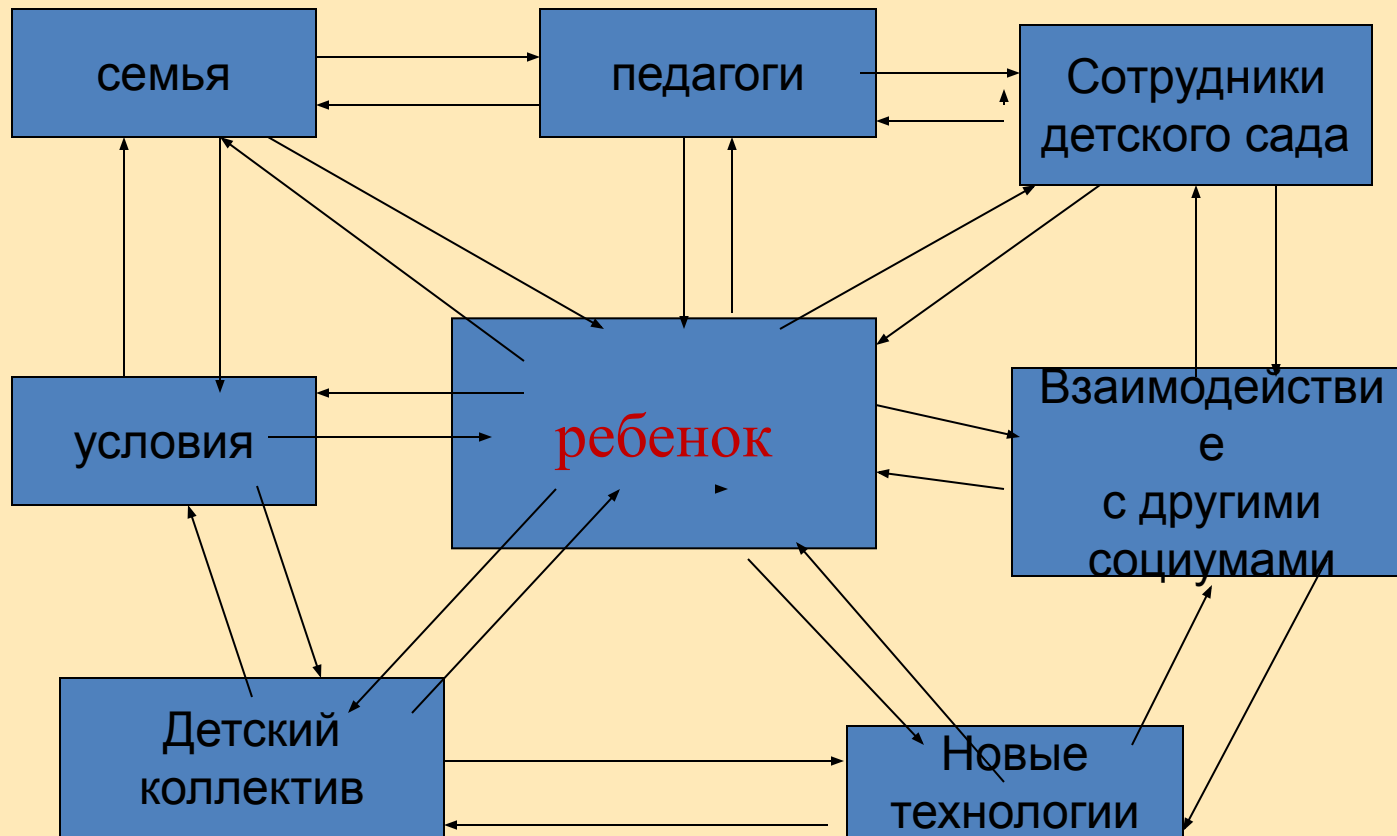 семья
педагоги
Сотрудники
детского сада
условия
ребенок
Взаимодействи
е
с другими
социумами
Детский
коллектив
Новые
технологии